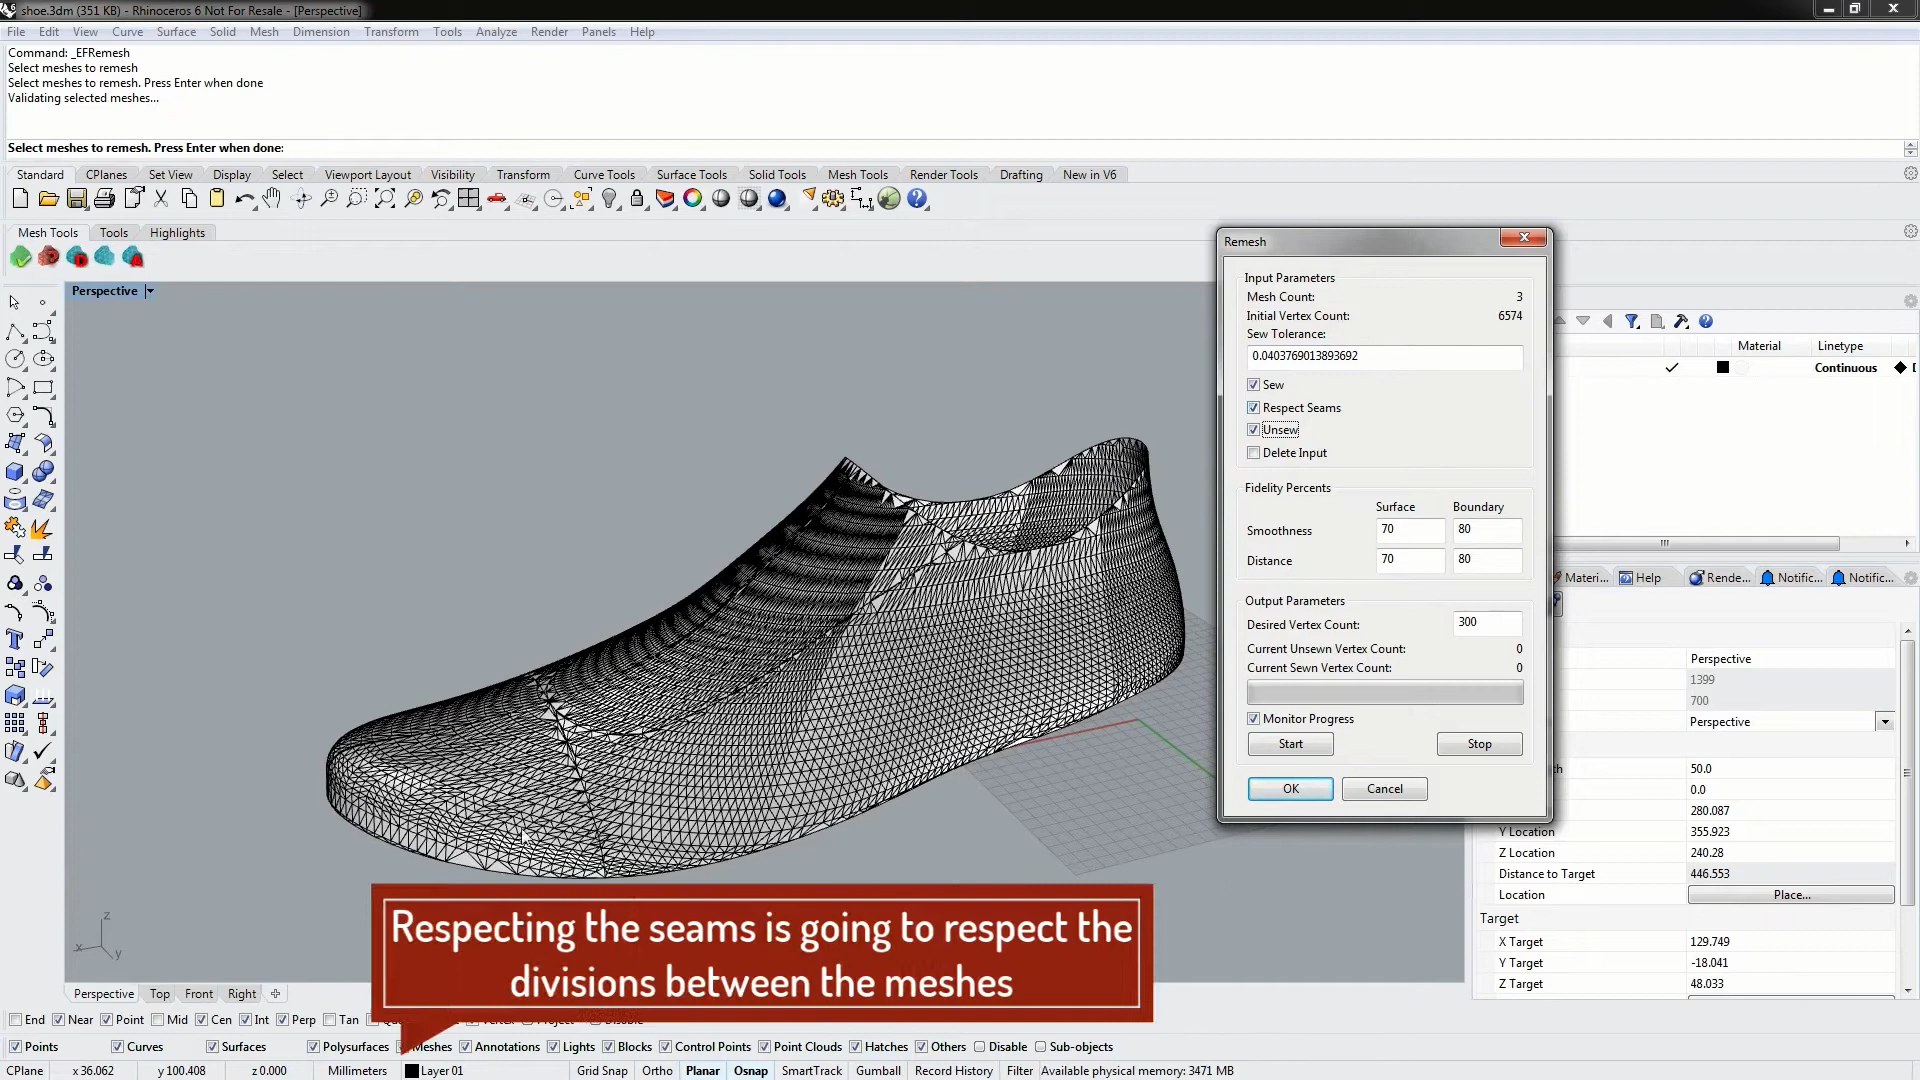 shoe.3dm (351 KB) - Rhinoceros 6 Not For Resale - [Perspective]
File Edit View Curve Surface Solid Mesh Dimension Transform Tools Analyze Render Panels Help
Command: _EFRemesh
Select meshes to remesh
Select meshes to remesh. Press Enter when done
Validating selected meshes...
Select meshes to remesh. Press Enter when done:
Standard CPlanes Set View Display Select Viewport Layout Visibility Transform Curve Tools Surface Tools Solid Tools Mesh Tools Render Tools Drafting New in V6
Mesh Tools Tools Highlights
Perspective
Remesh
Input Parameters
Mesh Count: 3
Initial Vertex Count: 6574
Sew Tolerance:
0.0403769013893692
Sew
Respect Seams
Unsew
Delete Input
Fidelity Percents
Surface Boundary
Smoothness 70 80
Distance 70 80
Output Parameters
Desired Vertex Count: 300
Current Unsewn Vertex Count: 0
Current Sewn Vertex Count: 0
Monitor Progress
Start Stop
OK Cancel
Material Linetype
Continuous
Materi... Help Rende... Notific... Notific...
Perspective
1399
700
Perspective
50.0
0.0
280.087
Y Location 355.923
Z Location 240.28
Distance to Target 446.553
Location Place...
Target
X Target 129.749
Y Target -18.041
Z Target 48.033
z
x
y
Respecting the seams is going to respect the
divisions between the meshes
Perspective Top Front Right
End Near Point Mid Cen Int Perp Tan
Points Curves Surfaces Polysurfaces Meshes Annotations Lights Blocks Control Points Point Clouds Hatches Others Disable Sub-objects
CPlane x 36.062 y 100.408 z 0.000 Millimeters Layer 01 Grid Snap Ortho Planar Osnap SmartTrack Gumball Record History Filter Available physical memory: 3471 MB